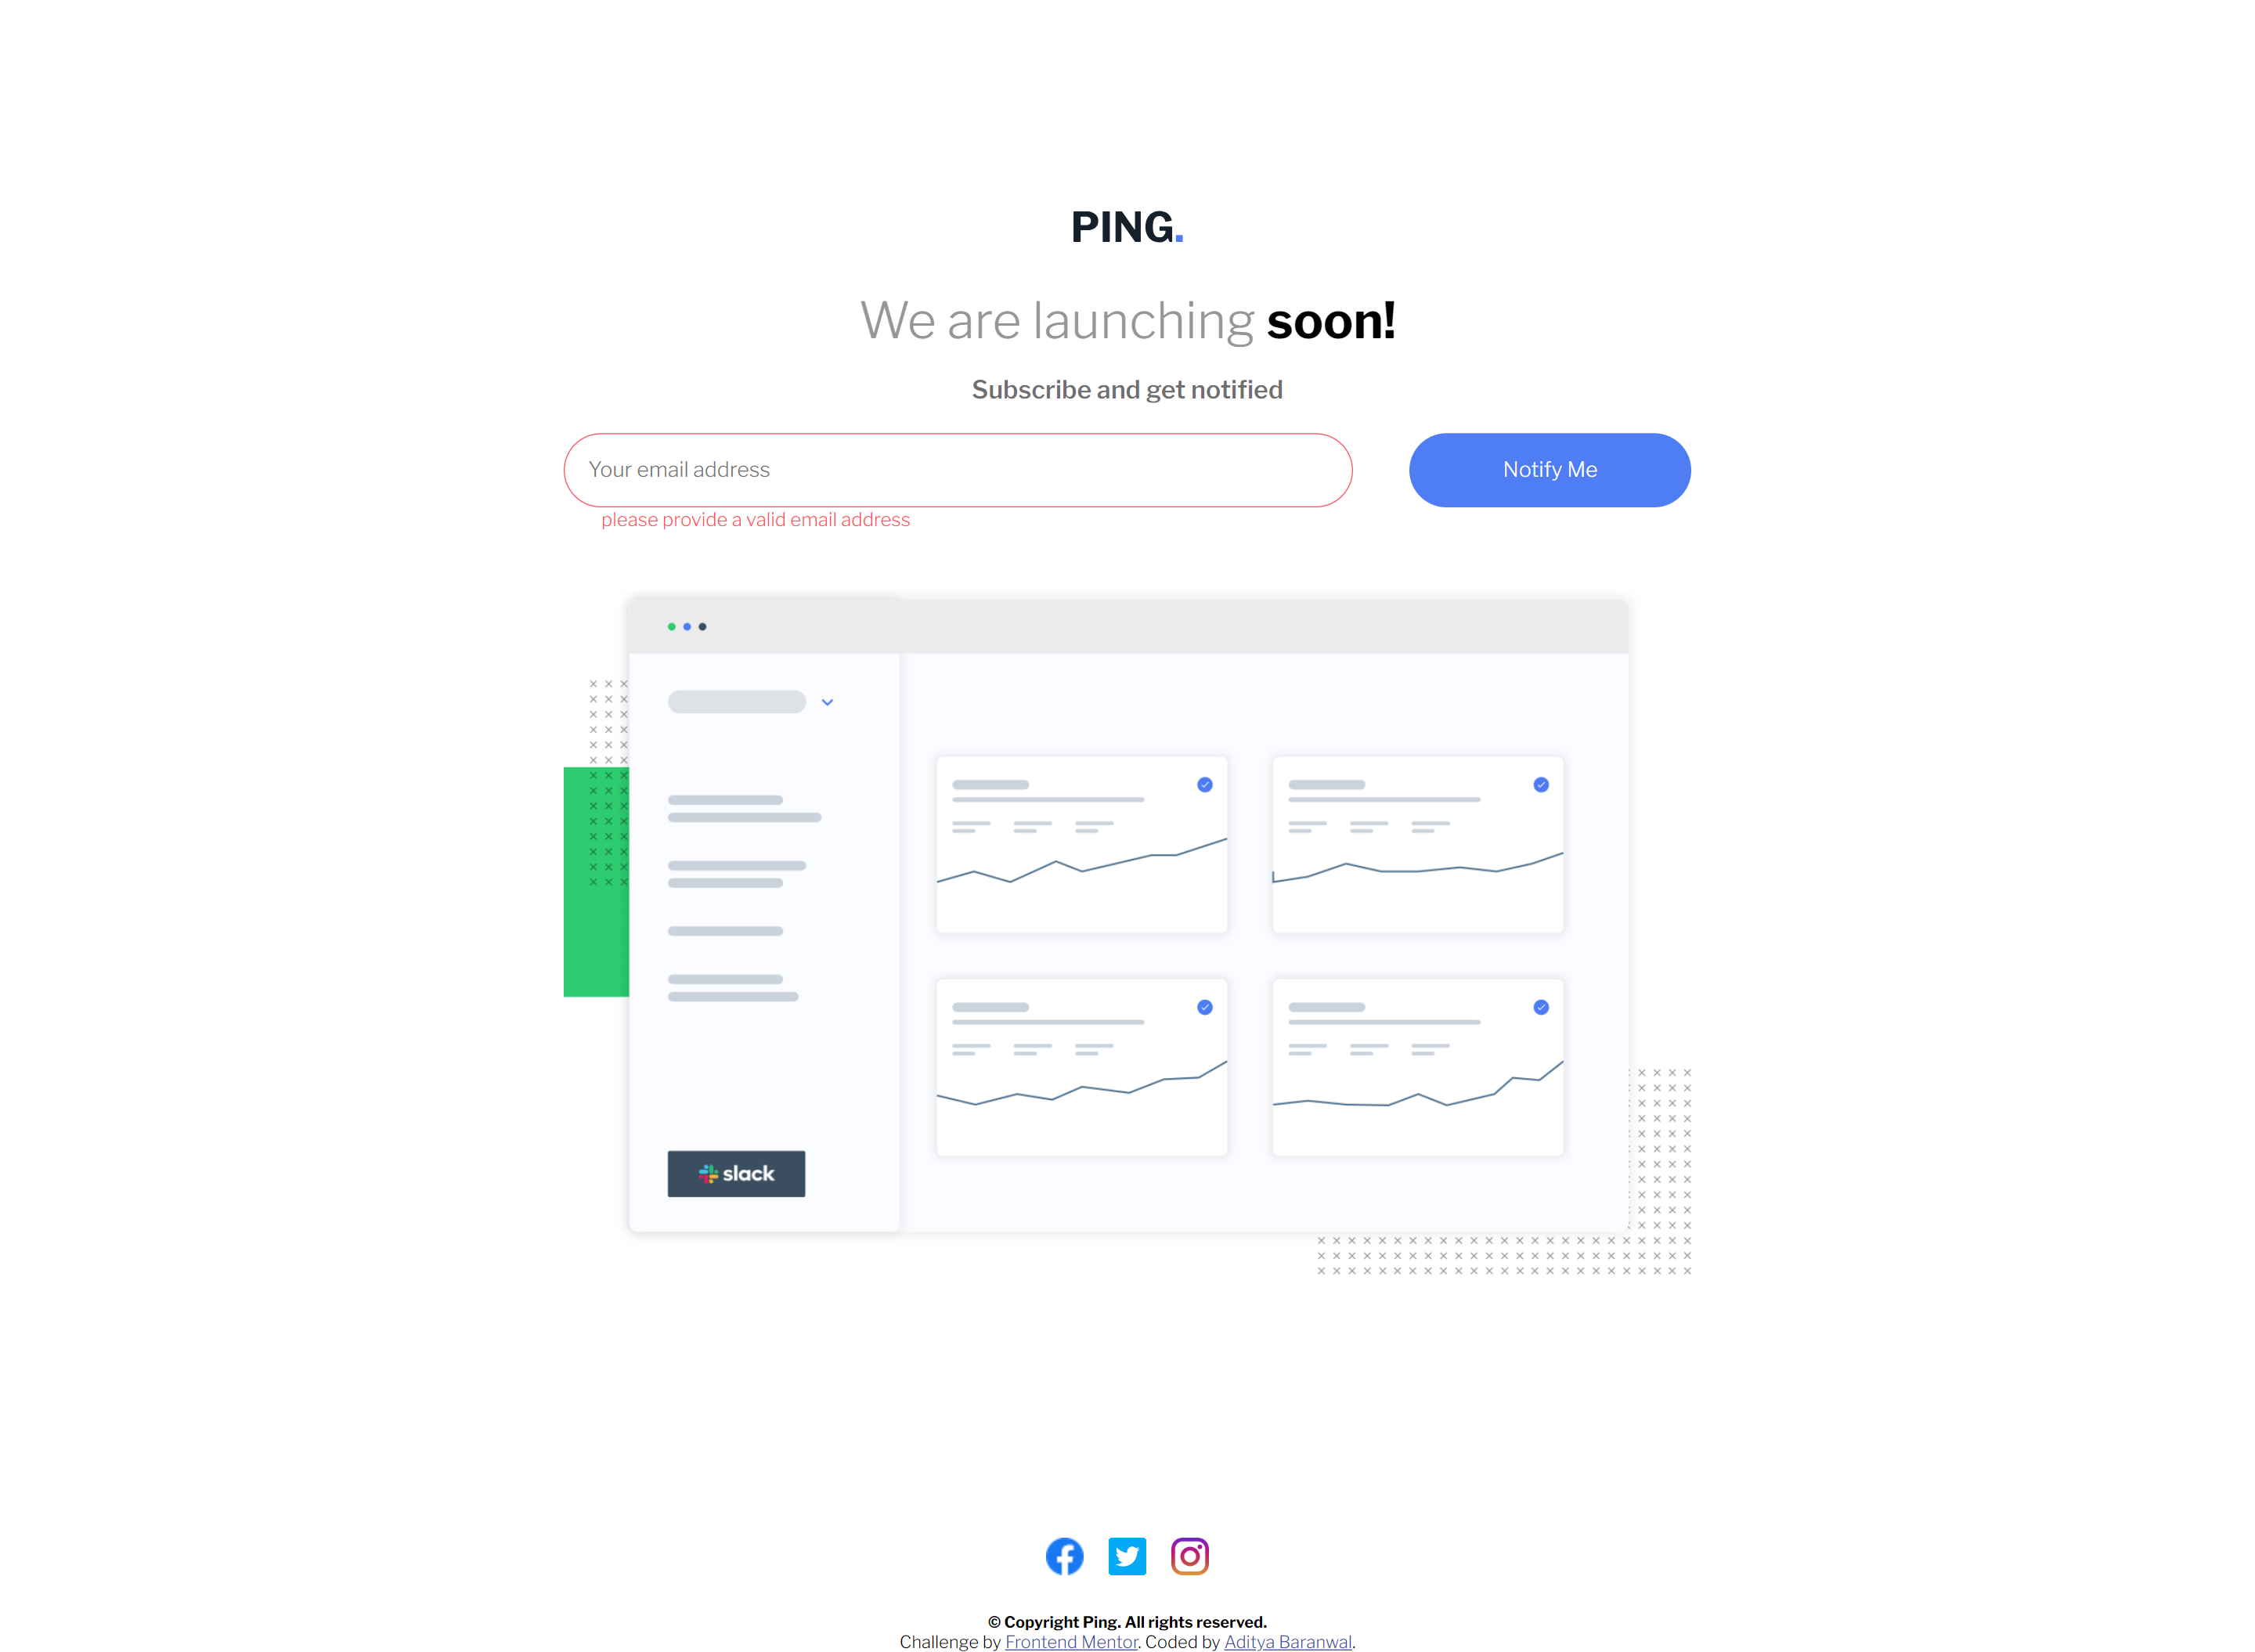 PING.
We are launching soon!
Subscribe and get notified
Your email address
Notify Me
please provide a valid email address
slack
© Copyright Ping. All rights reserved.
Challenge by Frontend Mentor. Coded by Aditya Baranwal.